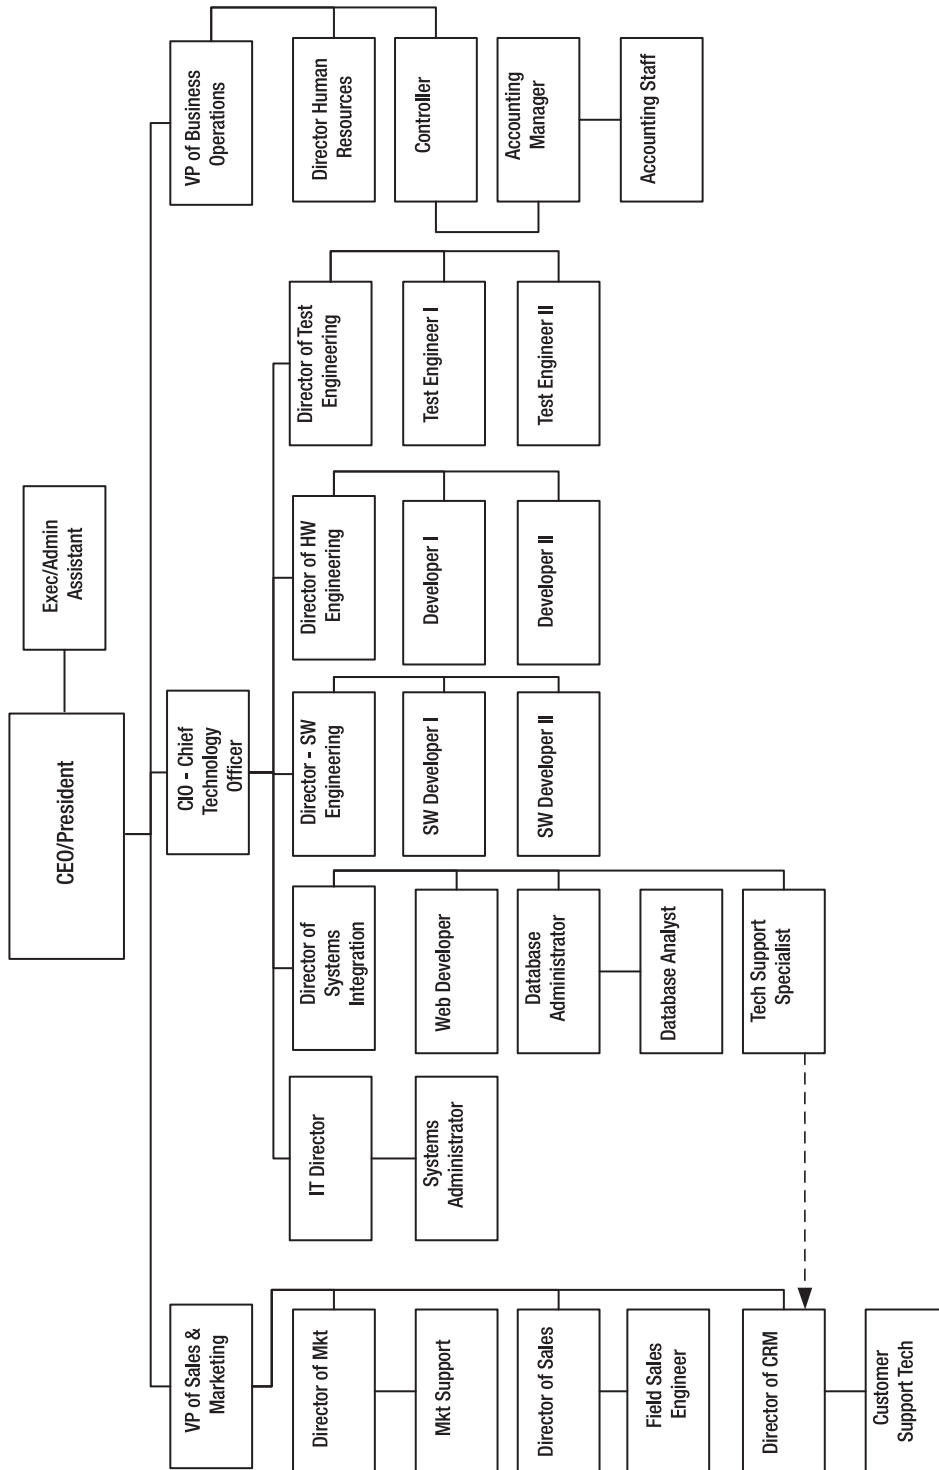 CEO/President
Exec/Admin
Assistant
VP of Sales &
Marketing
CIO - Chief
Technology
Officer
VP of Business
Operations
Director of Mkt
Mkt Support
Director of Sales
Field Sales
Engineer
Director of CRM
Customer
Support Tech
IT Director
Systems
Administrator
Director of
Systems
Integration
Web Developer
Database
Administrator
Database Analyst
Tech Support
Specialist
Director - SW
Engineering
SW Developer I
SW Developer II
Director of HW
Engineering
Developer I
Developer II
Director of Test
Engineering
Test Engineer I
Test Engineer II
Director Human
Resources
Controller
Accounting
Manager
Accounting Staff